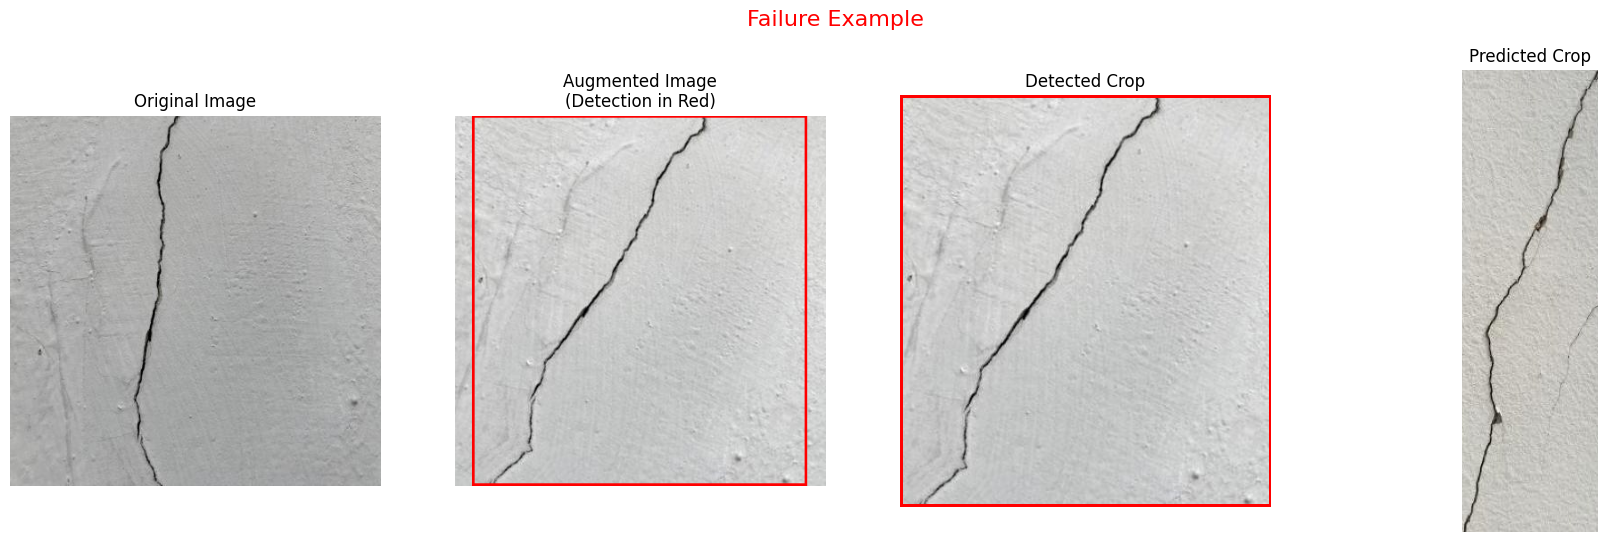 Failure Example
Original Image
Augmented Image
(Detection in Red)
Detected Crop
Predicted Crop